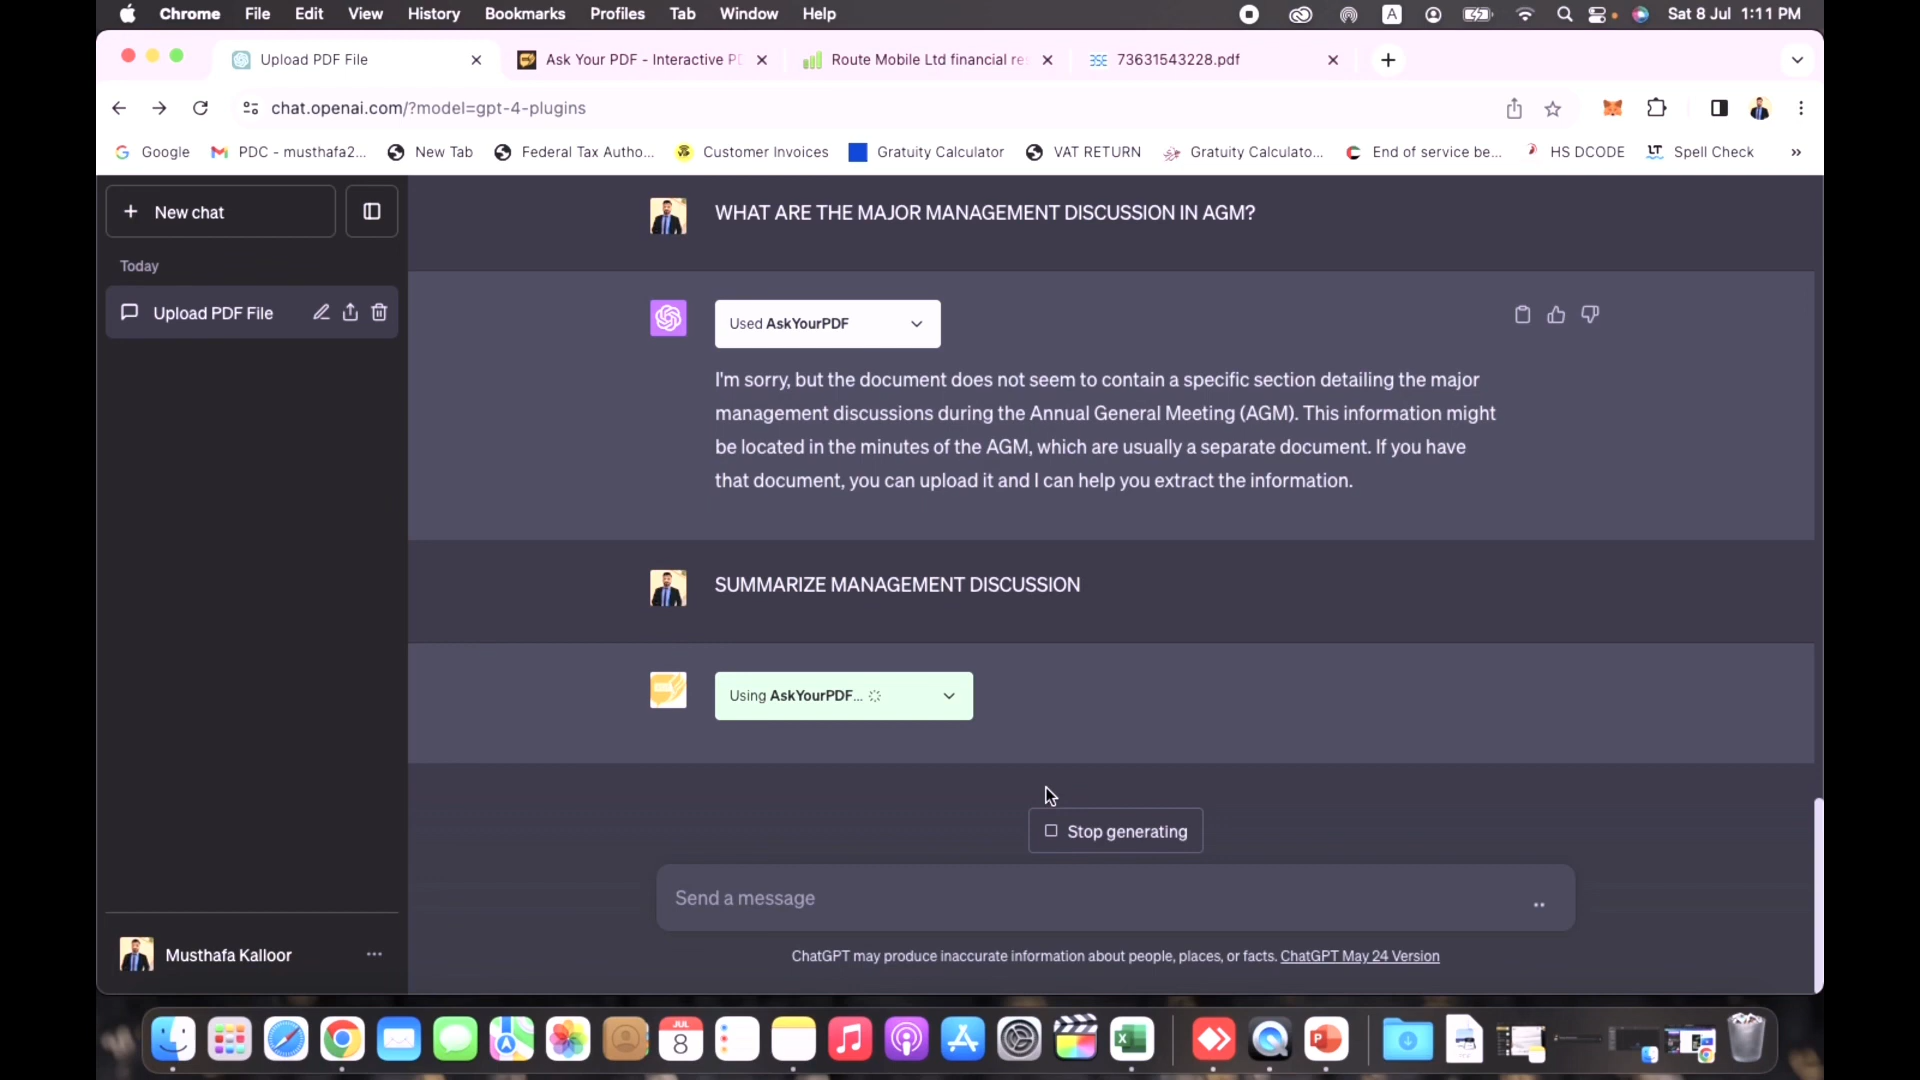 Chrome File Edit View History Bookmarks Profiles Tab Window Help A Sat 8 Jul 1:11 PM
Upload PDF File Ask Your PDF - Interactive PD Route Mobile Ltd financial re 73631543228.pdf
chat.openai.com/?model=gpt-4-plugins
Google PDC - musthafa2... New Tab Federal Tax Autho... Customer Invoices Gratuity Calculator VAT RETURN Gratuity Calculato... End of service be... HS DCODE Spell Check »
New chat
Today
Upload PDF File
WHAT ARE THE MAJOR MANAGEMENT DISCUSSION IN AGM?
Used AskYourPDF
I'm sorry, but the document does not seem to contain a specific section detailing the major
management discussions during the Annual General Meeting (AGM). This information might
be located in the minutes of the AGM, which are usually a separate document. If you have
that document, you can upload it and I can help you extract the information.
SUMMARIZE MANAGEMENT DISCUSSION
Using AskYourPDF...
Stop generating
Send a message
ChatGPT may produce inaccurate information about people, places, or facts. ChatGPT May 24 Version
Musthafa Kalloor
JUL
8